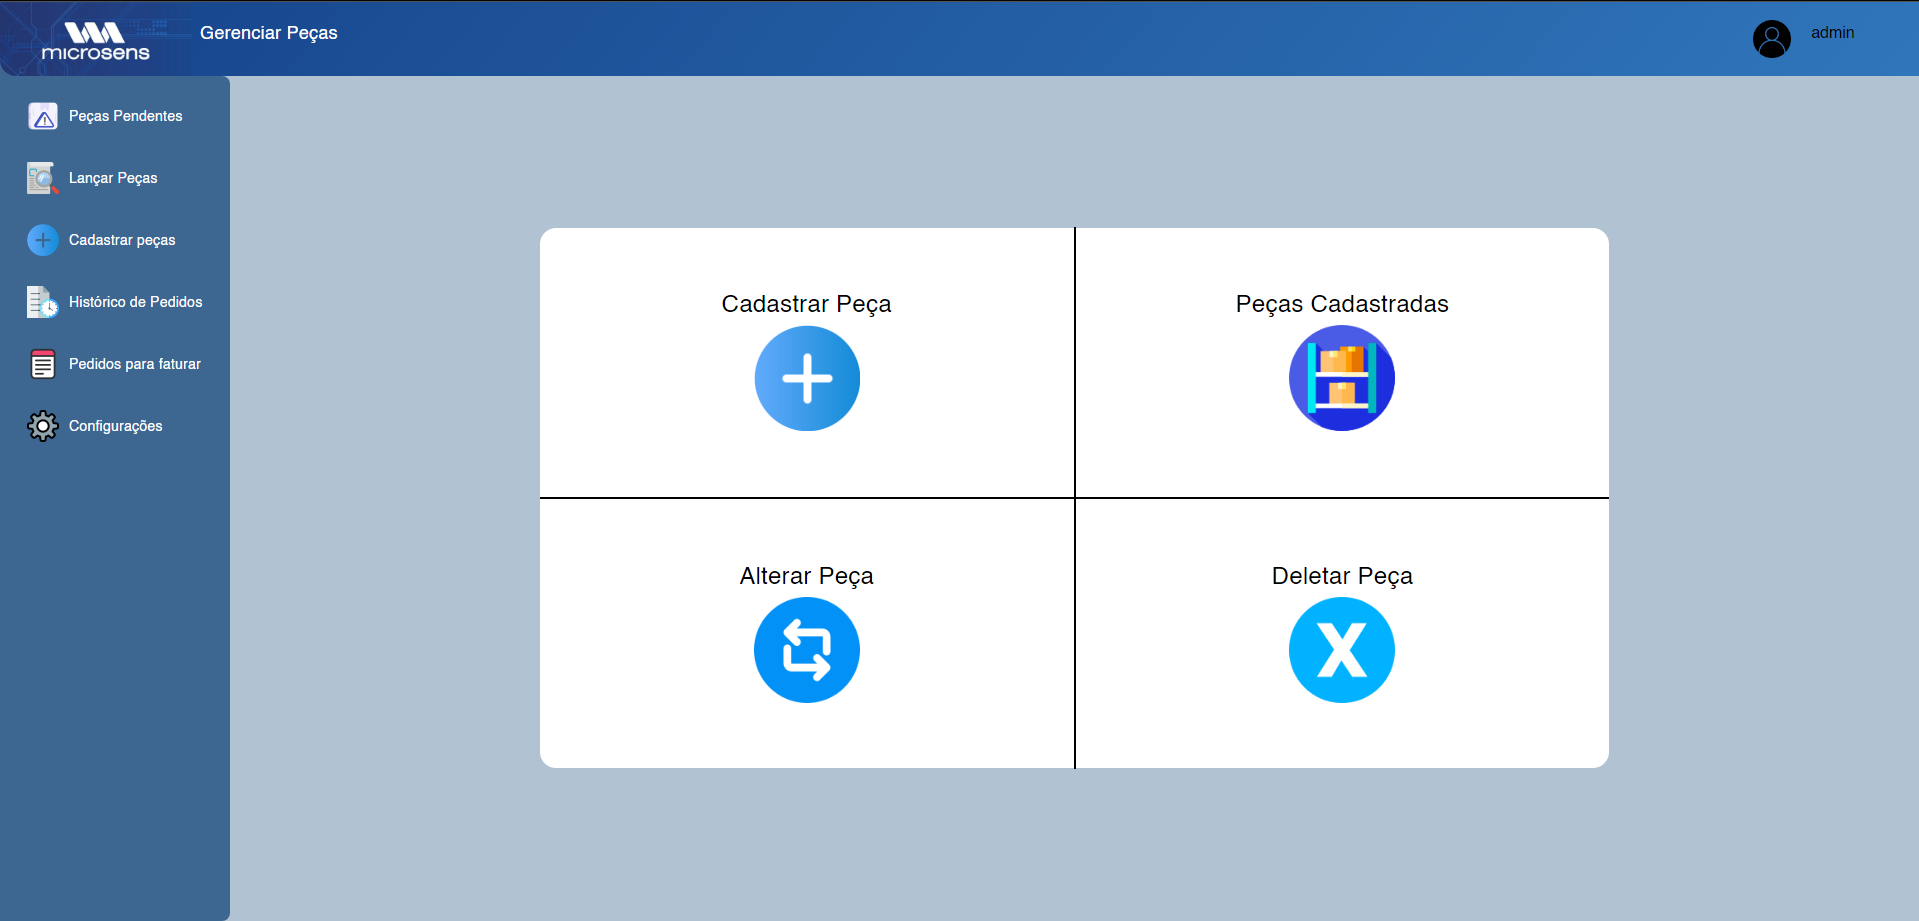 microsens
Gerenciar Peças
admin
Peças Pendentes
Lançar Peças
Cadastrar peças
Histórico de Pedidos
Pedidos para faturar
Configurações
Cadastrar Peça
Peças Cadastradas
Alterar Peça
Deletar Peça
X